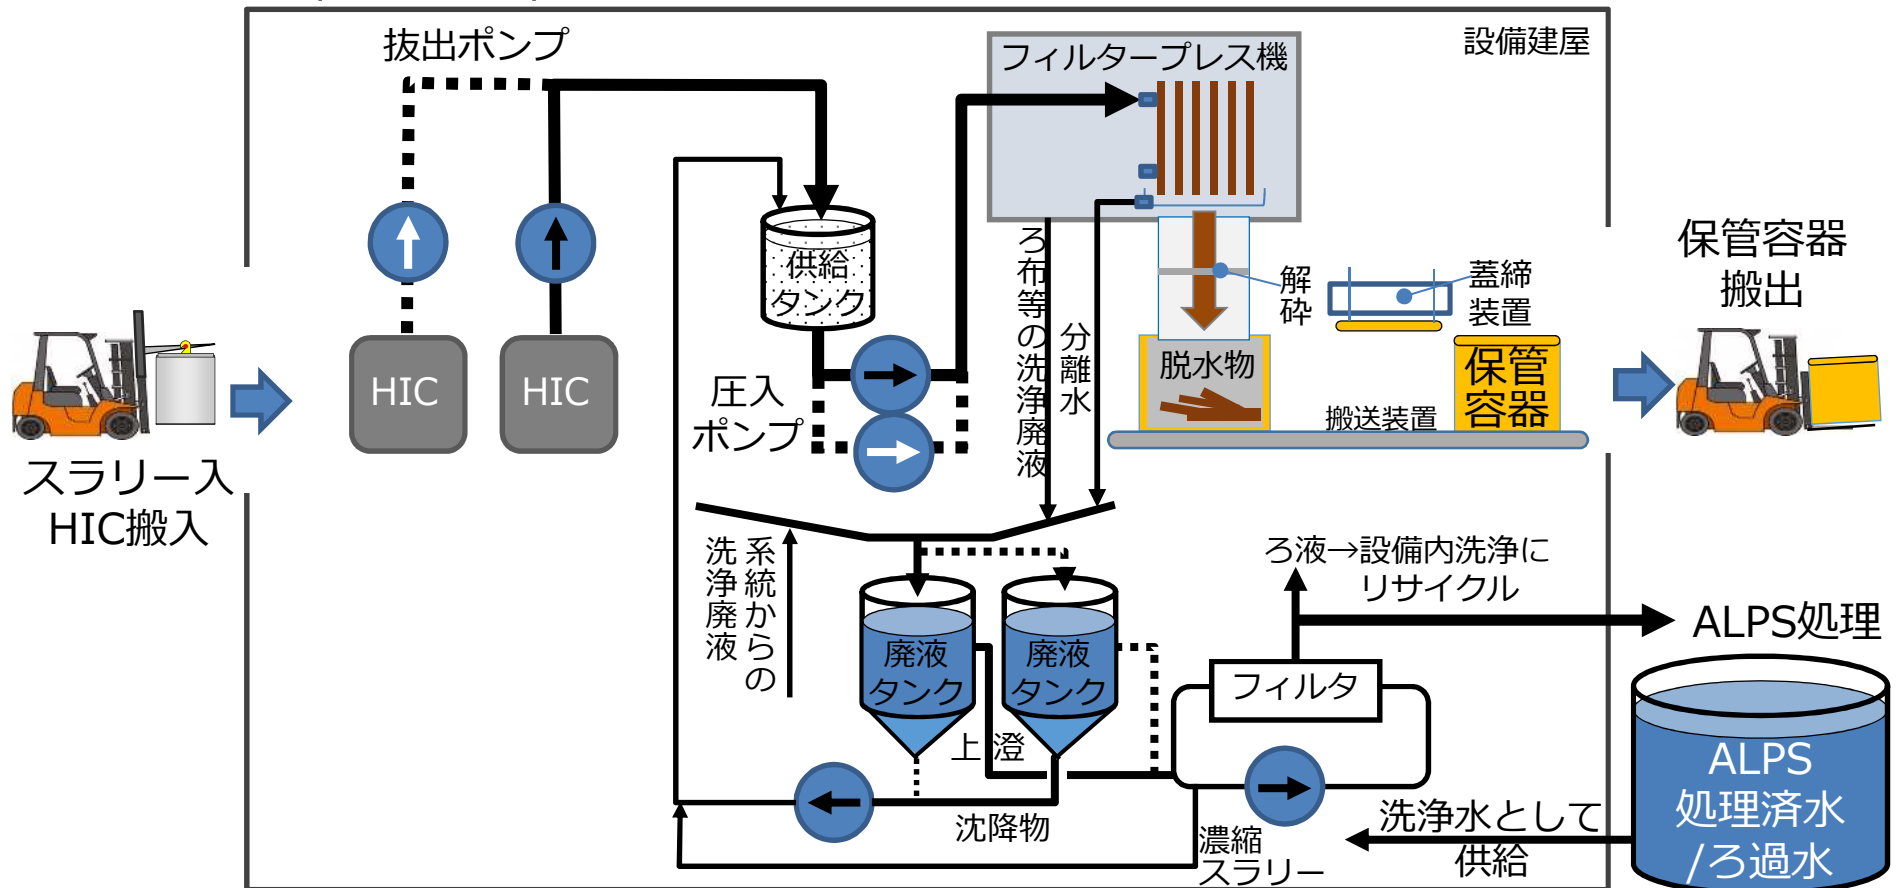 抜出ポンプ
フィルタープレス機
設備建屋
供給
タンク
HIC
HIC
圧入
ポンプ
ろ布等の洗浄廃液
分離水
解砕
脱水物
蓋締
装置
搬送装置
保管
容器
保管容器
搬出
スラリー入
HIC搬入
系統からの
洗浄廃液
廃液
タンク
廃液
タンク
上澄
沈降物
ろ液→設備内洗浄に
リサイクル
フィルタ
濃縮
スラリー
ALPS処理
ALPS
処理済水
/ろ過水
洗浄水として
供給